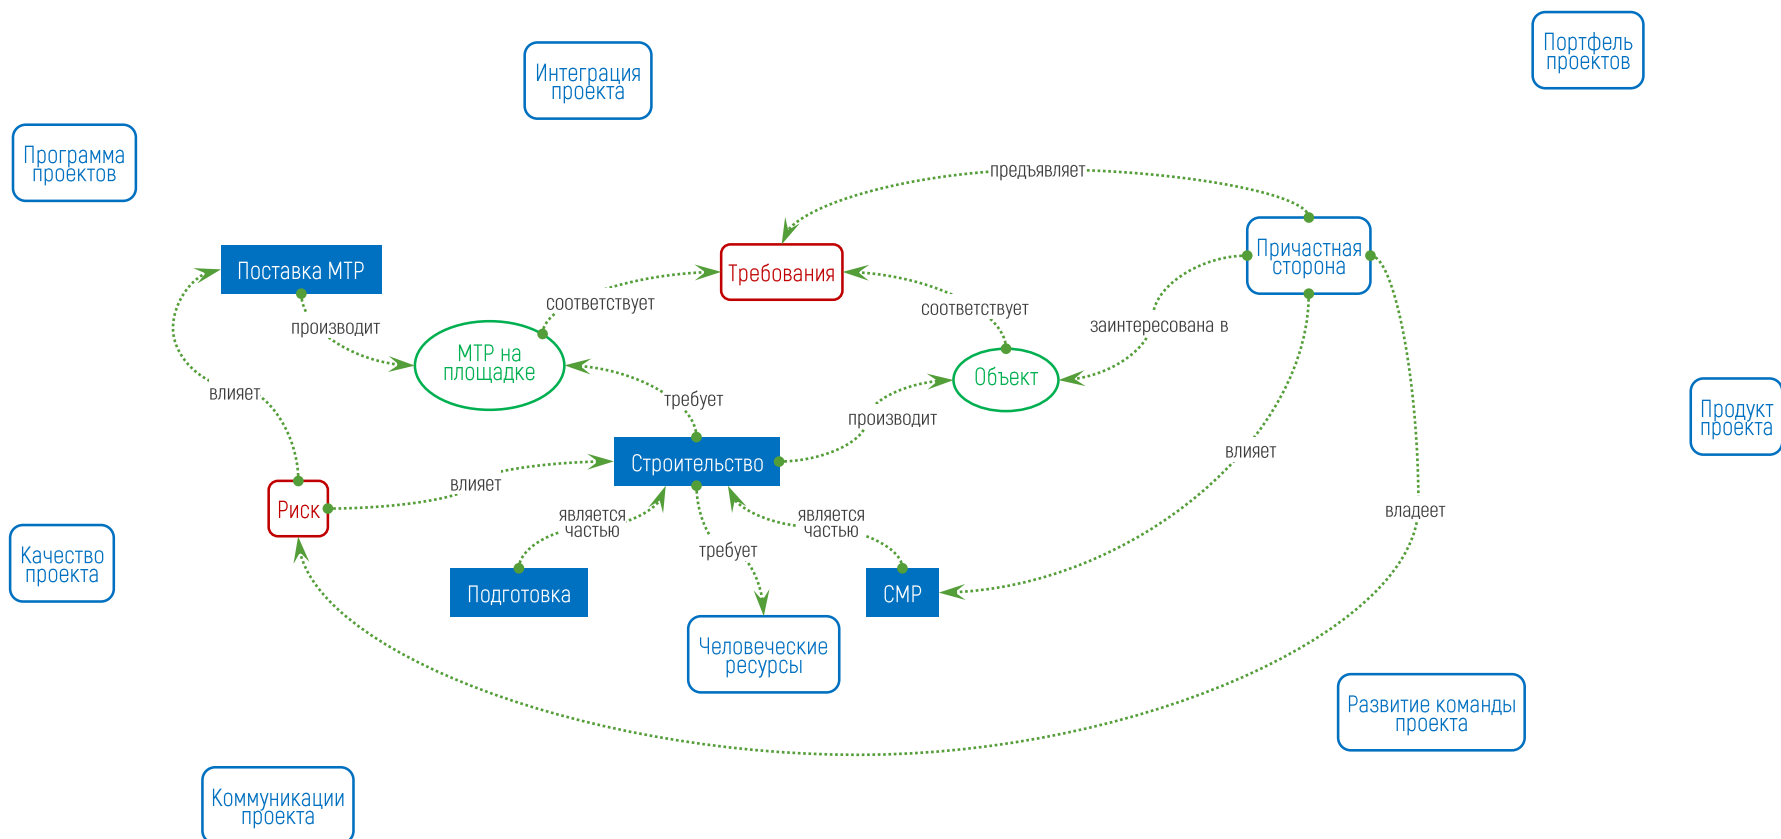 Портфель
проектов
Интеграция
проекта
Программа
проектов
предъявляет
Причастная
сторона
Поставка МТР
Требования
соответствует
соответствует
производит
заинтересована в
МТР на
площадке
Объект
влияет
требует
производит
Продукт
проекта
влияет
Строительство
влияет
Риск
владеет
является
частью
является
частью
требует
Качество
проекта
Подготовка
СМР
Человеческие
ресурсы
Развитие команды
проекта
Коммуникации
проекта